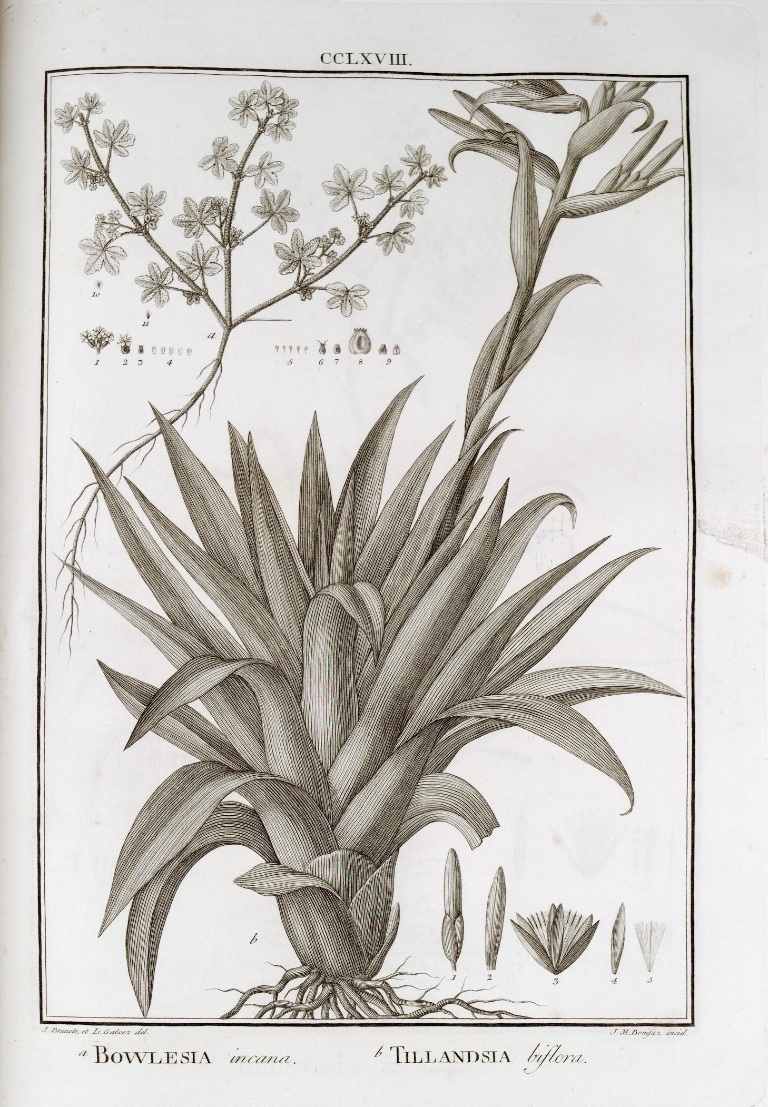 CCLXVIII.
10
11
a
1 2 3 4 5 6 7 8 9
b
1 2 3 4 5
J. Brunete, et Is. Galvez del.
J. M. Bonifaz incid.
a BOWLESIA incana. b TILLANDSIA biflora.